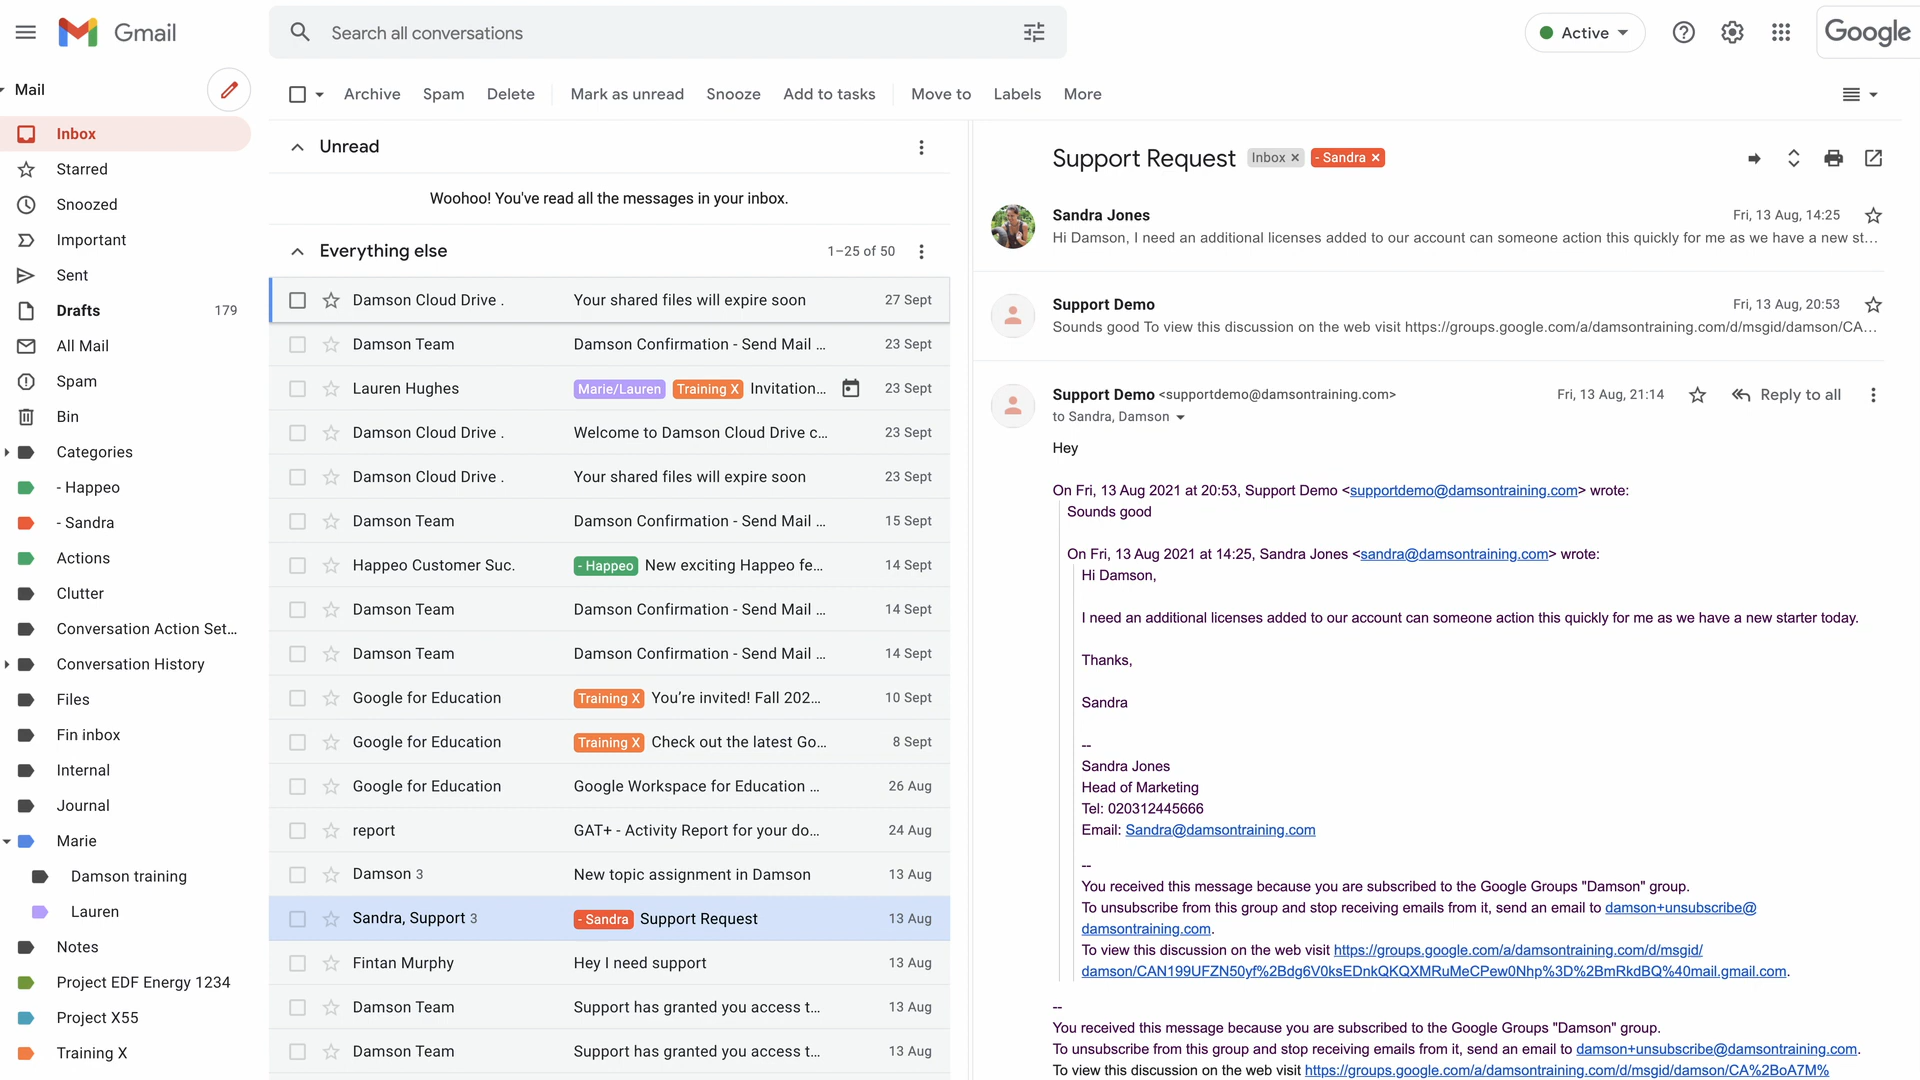 Gmail
Search all conversations
Active
Google
Mail
Inbox
Starred
Snoozed
Important
Sent
Drafts 179
All Mail
Spam
Bin
Categories
- Happeo
- Sandra
Actions
Clutter
Conversation Action Set...
Conversation History
Files
Fin inbox
Internal
Journal
Marie
Damson training
Lauren
Notes
Project EDF Energy 1234
Project X55
Training X
Archive Spam Delete Mark as unread Snooze Add to tasks Move to Labels More
Unread
Woohoo! You've read all the messages in your inbox.
Everything else 1–25 of 50
Damson Cloud Drive . Your shared files will expire soon 27 Sept
Damson Team Damson Confirmation - Send Mail ... 23 Sept
Lauren Hughes Marie/Lauren Training X Invitation... 23 Sept
Damson Cloud Drive . Welcome to Damson Cloud Drive c... 23 Sept
Damson Cloud Drive . Your shared files will expire soon 23 Sept
Damson Team Damson Confirmation - Send Mail ... 15 Sept
Happeo Customer Suc. - Happeo New exciting Happeo fe... 14 Sept
Damson Team Damson Confirmation - Send Mail ... 14 Sept
Damson Team Damson Confirmation - Send Mail ... 14 Sept
Google for Education Training X You're invited! Fall 202... 10 Sept
Google for Education Training X Check out the latest Go... 8 Sept
Google for Education Google Workspace for Education ... 26 Aug
report GAT+ - Activity Report for your do... 24 Aug
Damson 3 New topic assignment in Damson 13 Aug
Sandra, Support 3 - Sandra Support Request 13 Aug
Fintan Murphy Hey I need support 13 Aug
Damson Team Support has granted you access t... 13 Aug
Damson Team Support has granted you access t... 13 Aug
Support Request Inbox × - Sandra ×
Sandra Jones Fri, 13 Aug, 14:25
Hi Damson, I need an additional licenses added to our account can someone action this quickly for me as we have a new st...
Support Demo Fri, 13 Aug, 20:53
Sounds good To view this discussion on the web visit https://groups.google.com/a/damsontraining.com/d/msgid/damson/CA...
Support Demo <supportdemo@damsontraining.com> Fri, 13 Aug, 21:14 Reply to all
to Sandra, Damson
Hey
On Fri, 13 Aug 2021 at 20:53, Support Demo <supportdemo@damsontraining.com> wrote:
Sounds good
On Fri, 13 Aug 2021 at 14:25, Sandra Jones <sandra@damsontraining.com> wrote:
Hi Damson,
I need an additional licenses added to our account can someone action this quickly for me as we have a new starter today.
Thanks,
Sandra
--
Sandra Jones
Head of Marketing
Tel: 020312445666
Email: Sandra@damsontraining.com
--
You received this message because you are subscribed to the Google Groups "Damson" group.
To unsubscribe from this group and stop receiving emails from it, send an email to damson+unsubscribe@
damsontraining.com.
To view this discussion on the web visit https://groups.google.com/a/damsontraining.com/d/msgid/
damson/CAN199UFZN50yf%2Bdg6V0ksEDnkQKQXMRuMeCPew0Nhp%3D%2BmRkdBQ%40mail.gmail.com.
--
You received this message because you are subscribed to the Google Groups "Damson" group.
To unsubscribe from this group and stop receiving emails from it, send an email to damson+unsubscribe@damsontraining.com.
To view this discussion on the web visit https://groups.google.com/a/damsontraining.com/d/msgid/damson/CA%2BoA7M%